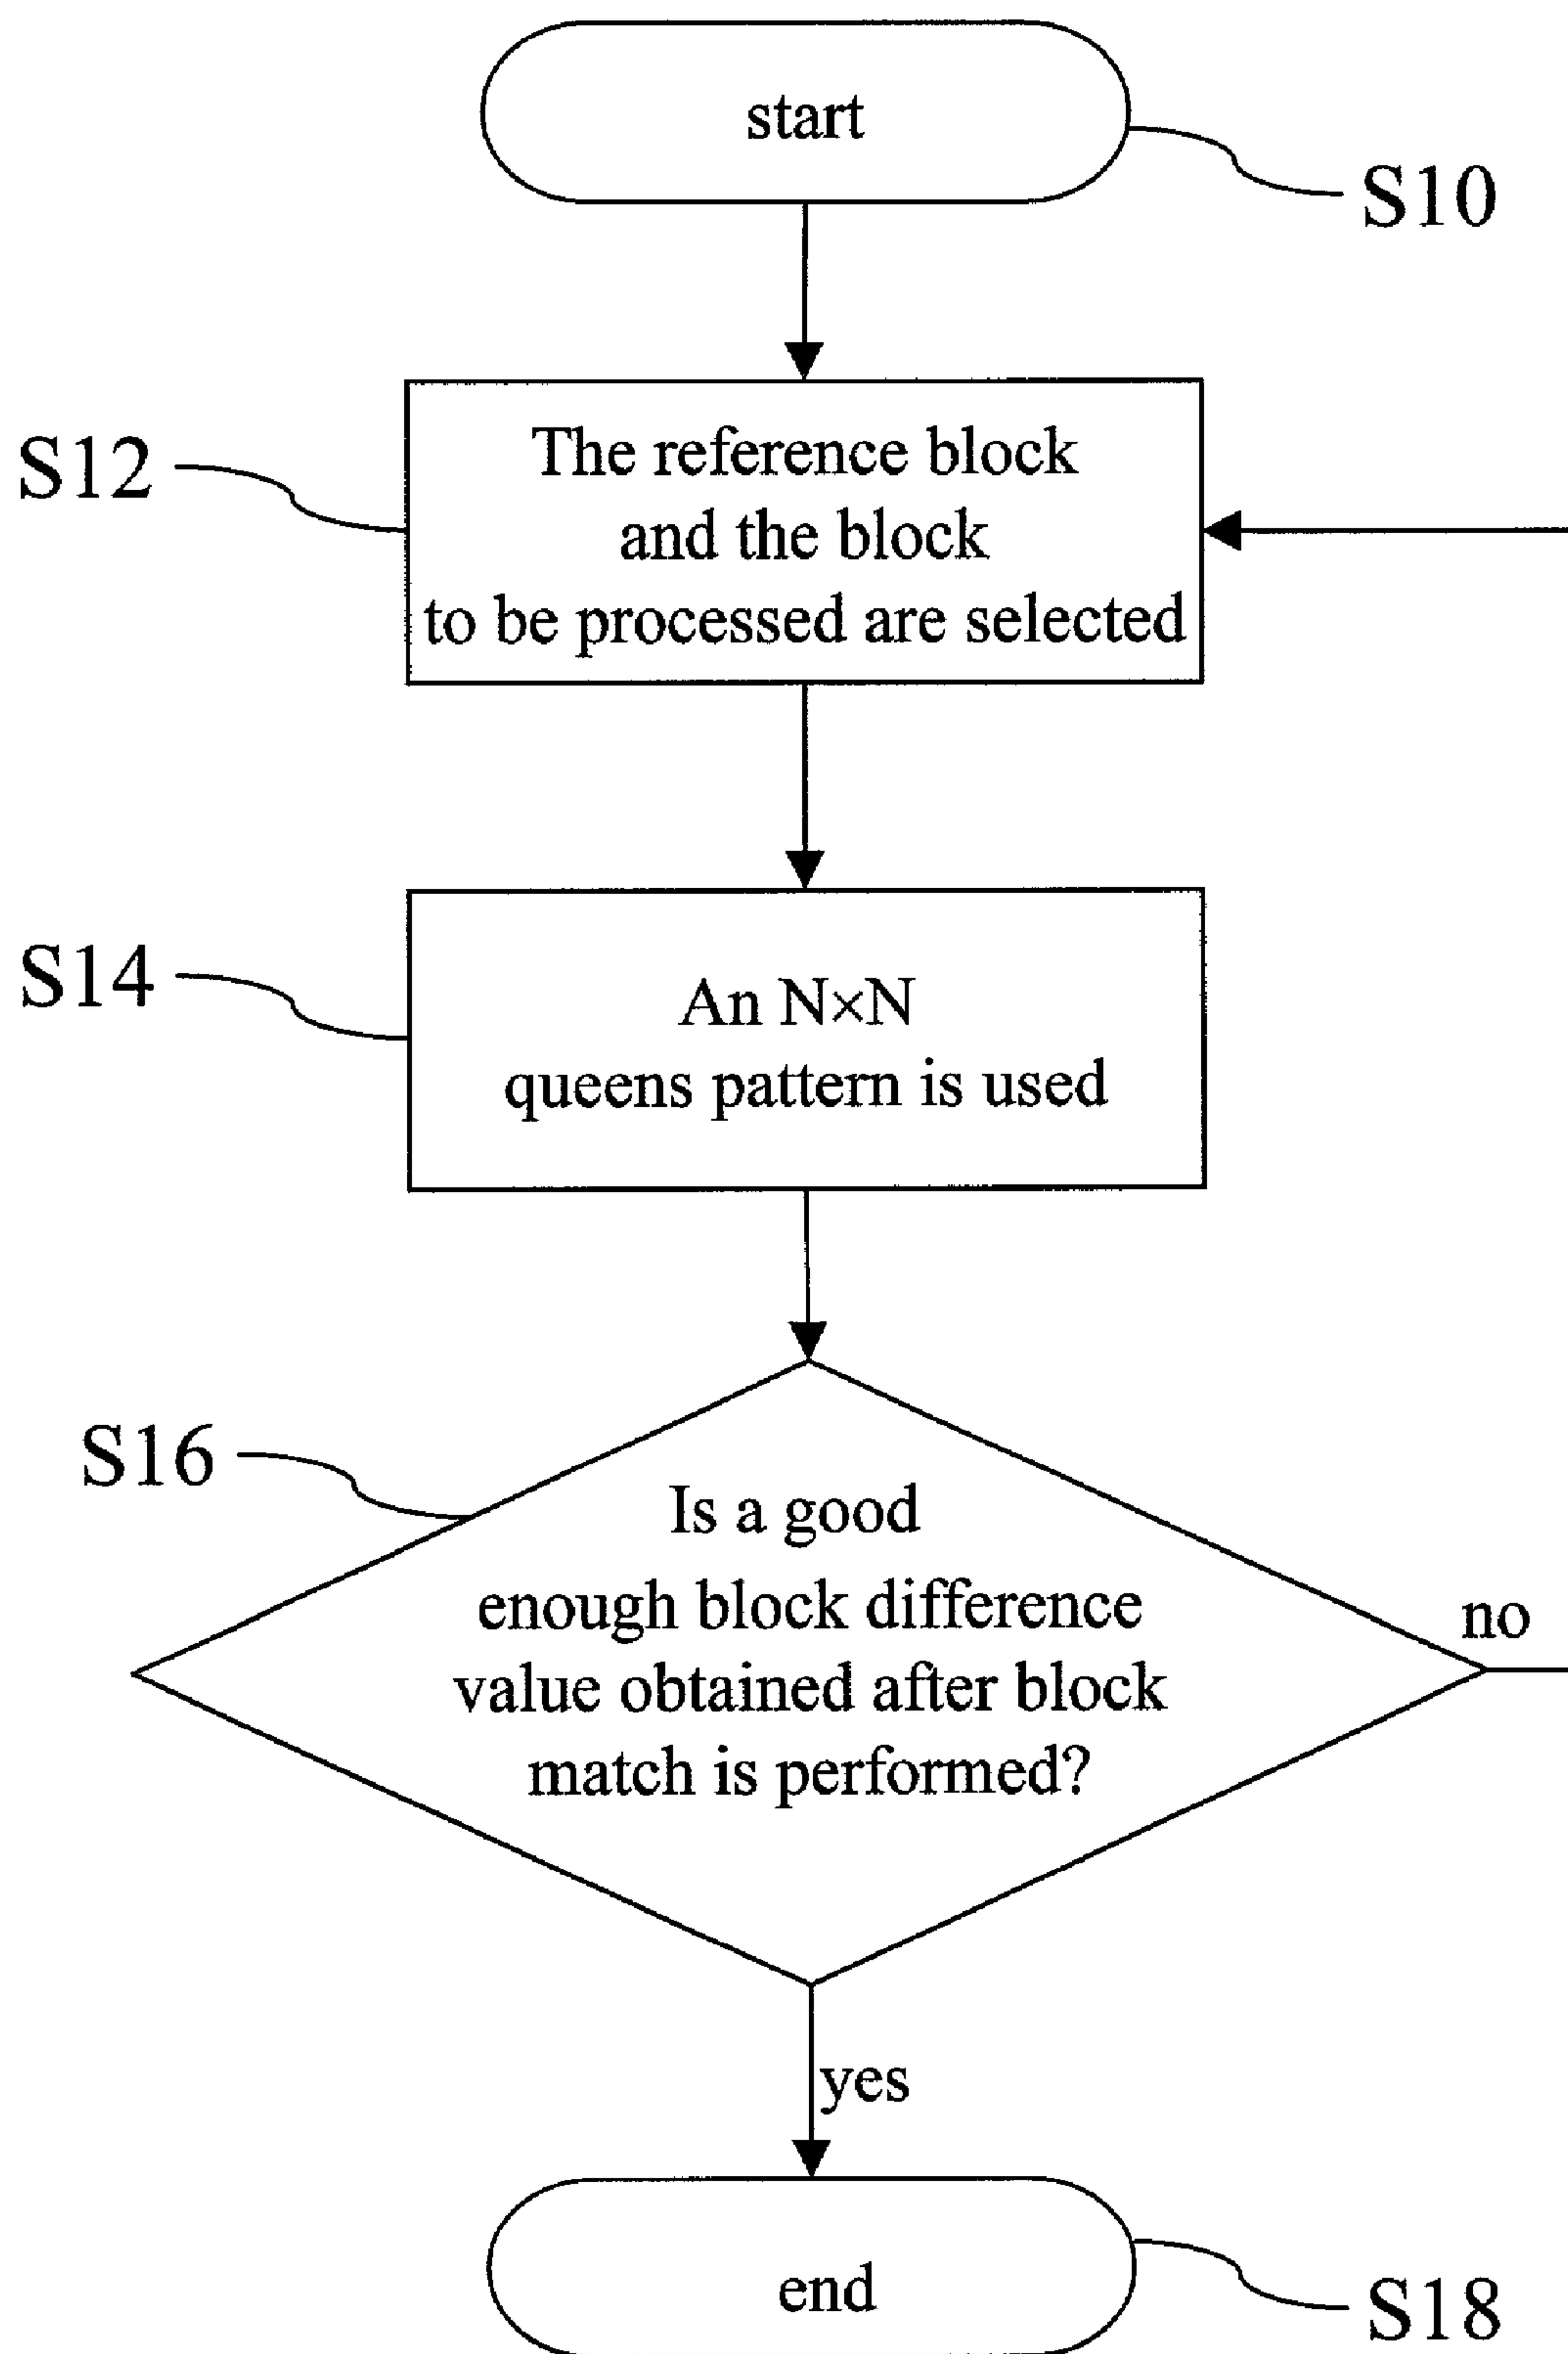 start
S10
S12
The reference block
and the block
to be processed are selected
S14
An N×N
queens pattern is used
S16
Is a good
enough block difference
value obtained after block
match is performed?
no
yes
end
S18